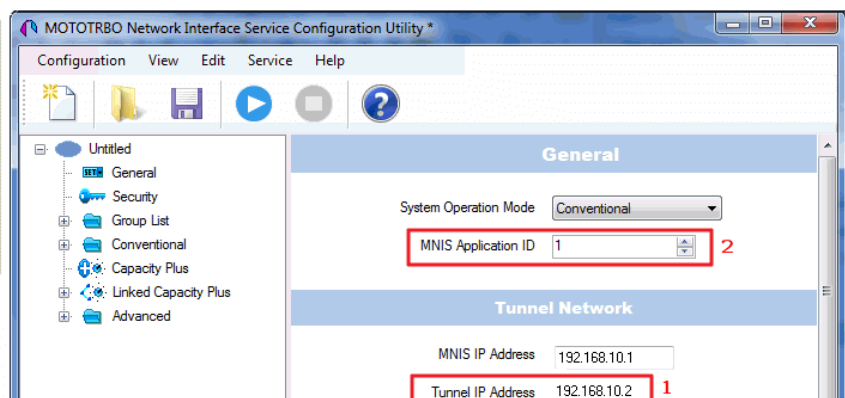 MOTOTRBO Network Interface Service Configuration Utility *
Configuration View Edit Service Help
Untitled
SET General
Security
Group List
Conventional
Capacity Plus
Linked Capacity Plus
Advanced
General
System Operation Mode Conventional
MNIS Application ID 1 2
Tunnel Network
MNIS IP Address 192.168.10.1
Tunnel IP Address 192.168.10.2 1